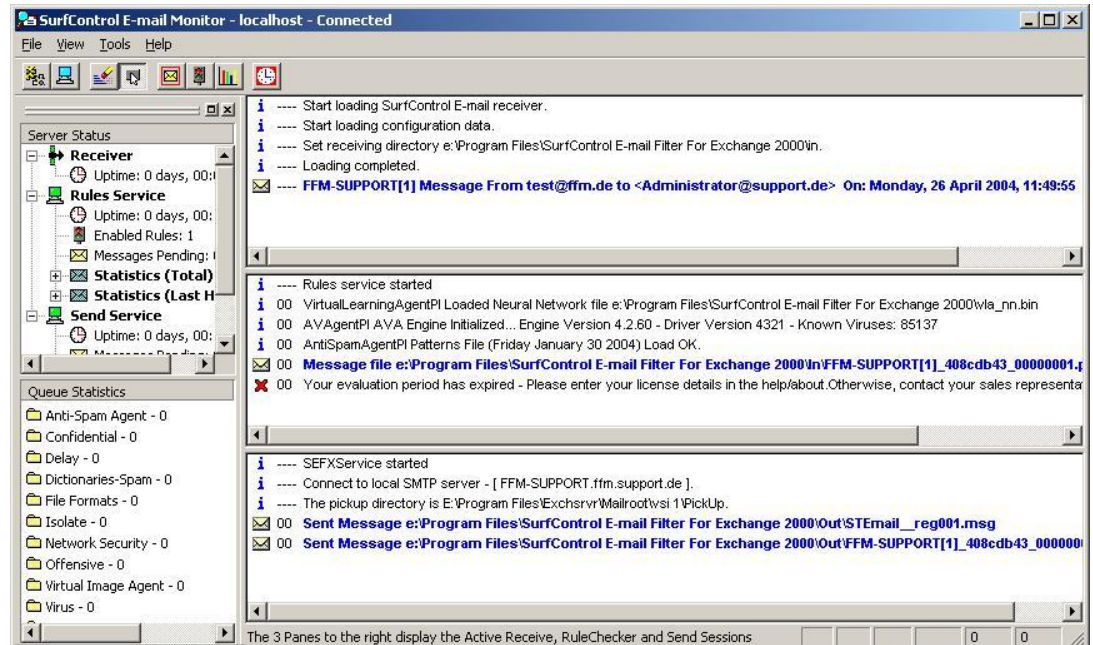 SurfControl E-mail Monitor - localhost - Connected
File View Tools Help
Server Status
Receiver
Uptime: 0 days, 00:
Rules Service
Uptime: 0 days, 00:
Enabled Rules: 1
Messages Pending:
Statistics (Total)
Statistics (Last H
Send Service
Uptime: 0 days, 00:
Queue Statistics
Anti-Spam Agent - 0
Confidential - 0
Delay - 0
Dictionaries-Spam - 0
File Formats - 0
Isolate - 0
Network Security - 0
Offensive - 0
Virtual Image Agent - 0
Virus - 0
i ---- Start loading SurfControl E-mail receiver.
i ---- Start loading configuration data.
i ---- Set receiving directory e:\Program Files\SurfControl E-mail Filter For Exchange 2000\in.
i ---- Loading completed.
---- FFM-SUPPORT[1] Message From test@ffm.de to <Administrator@support.de> On: Monday, 26 April 2004, 11:49:55
i ---- Rules service started
i 00 VirtualLearningAgentPI Loaded Neural Network file e:\Program Files\SurfControl E-mail Filter For Exchange 2000\vla_nn.bin
i 00 AVAgentPI AVA Engine Initialized... Engine Version 4.2.60 - Driver Version 4321 - Known Viruses: 85137
i 00 AntiSpamAgentPI Patterns File (Friday January 30 2004) Load OK.
00 Message file e:\Program Files\SurfControl E-mail Filter For Exchange 2000\In\FFM-SUPPORT[1]_408cdb43_00000001.p
00 Your evaluation period has expired - Please enter your license details in the help/about.Otherwise, contact your sales representa
i ---- SEFXService started
i ---- Connect to local SMTP server - [ FFM-SUPPORT.ffm.support.de ].
i ---- The pickup directory is E:\Program Files\Exchsrvr\Mailroot\vsi 1\PickUp.
00 Sent Message e:\Program Files\SurfControl E-mail Filter For Exchange 2000\Out\STEmail__reg001.msg
00 Sent Message e:\Program Files\SurfControl E-mail Filter For Exchange 2000\Out\FFM-SUPPORT[1]_408cdb43_000000
The 3 Panes to the right display the Active Receive, RuleChecker and Send Sessions 0 0